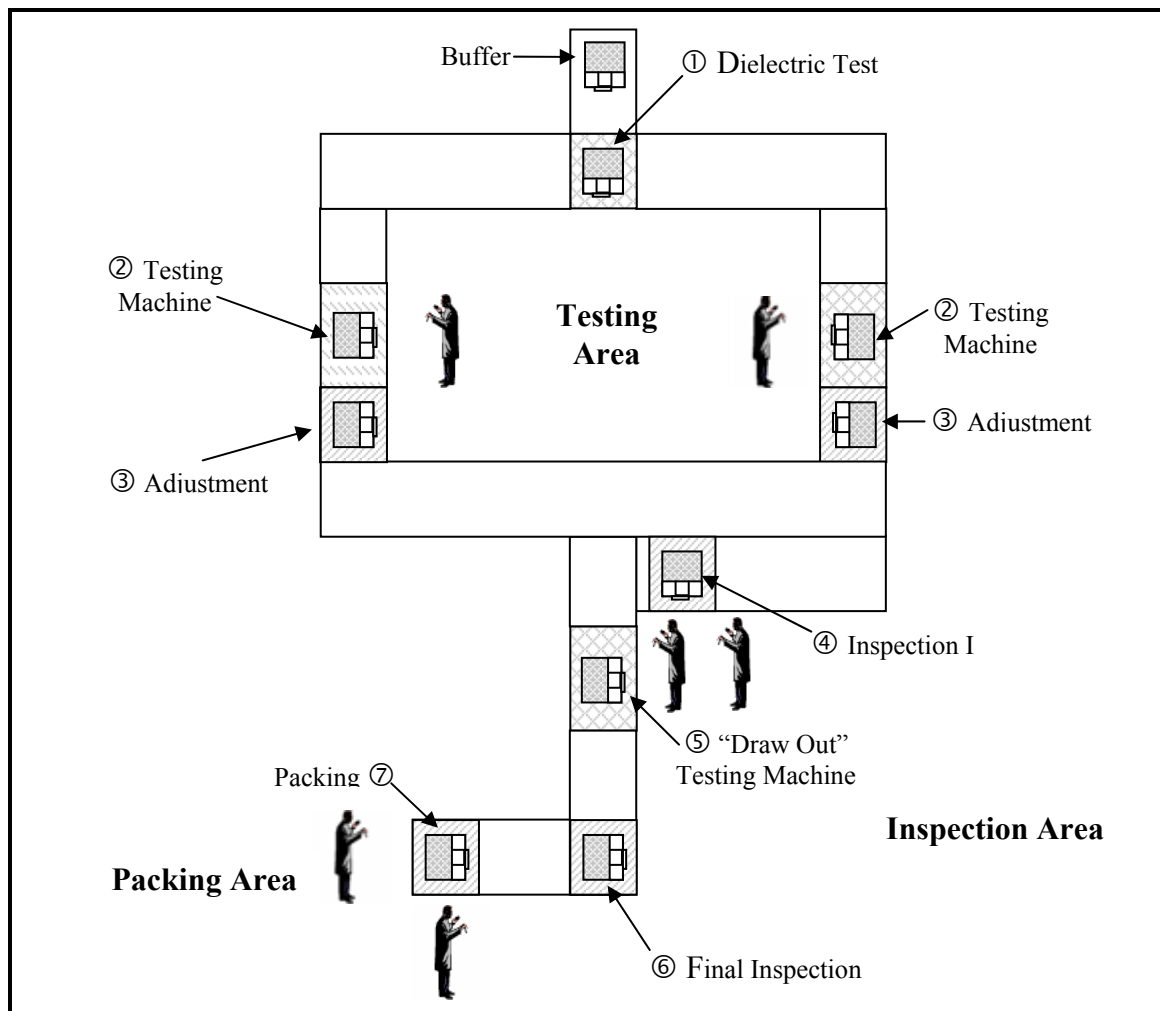 Buffer
① Dielectric Test
② Testing
Machine
Testing
Area
② Testing
Machine
③ Adjustment
③ Adjustment
④ Inspection I
⑤ “Draw Out”
Testing Machine
Packing ⑦
Inspection Area
Packing Area
⑥ Final Inspection